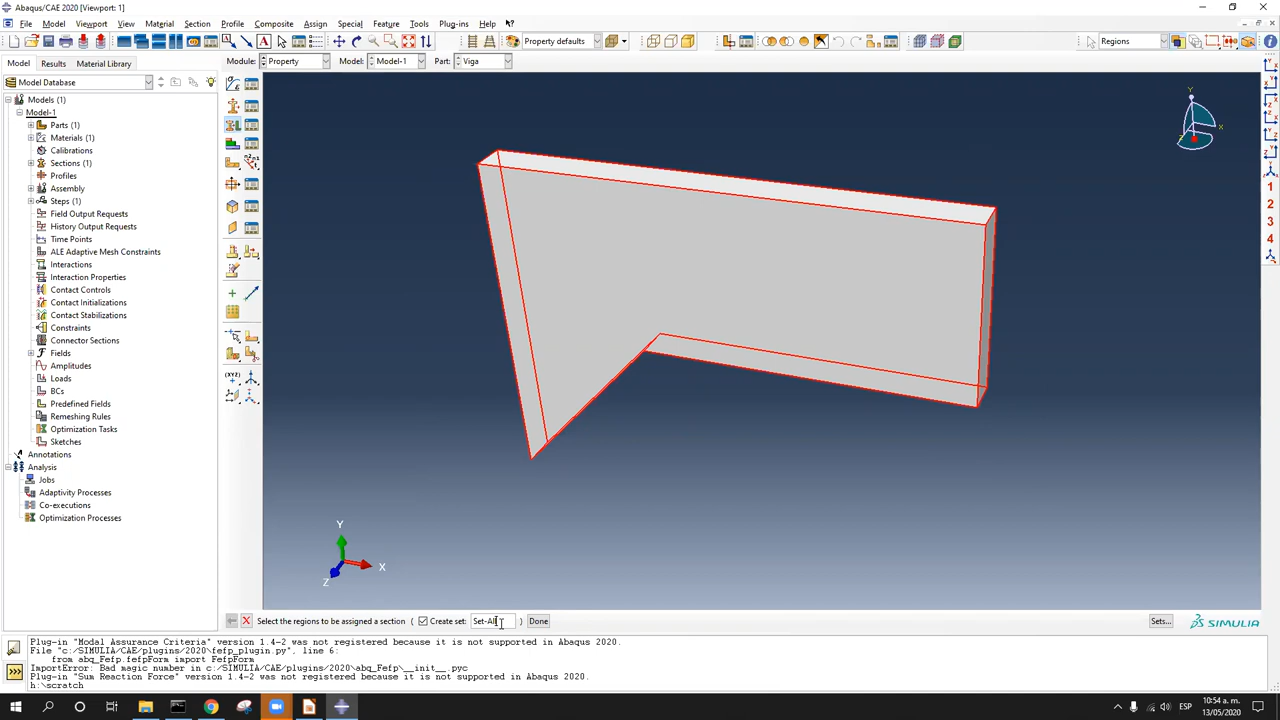 Abaqus/CAE 2020 [Viewport: 1]
File Model Viewport View Material Section Profile Composite Assign Special Feature Tools Plug-ins Help
A Property defaults Regions
Model Results Material Library Module: Property Model: Model-1 Part: Viga
Model Database
Models (1)
Model-1
Parts (1)
Materials (1)
Calibrations
Sections (1)
Profiles
Assembly
Steps (1)
Field Output Requests
History Output Requests
Time Points
ALE Adaptive Mesh Constraints
Interactions
Interaction Properties
Contact Controls
Contact Initializations
Contact Stabilizations
Constraints
Connector Sections
Fields
Amplitudes
Loads
BCs
Predefined Fields
Remeshing Rules
Optimization Tasks
Sketches
Annotations
Analysis
Jobs
Adaptivity Processes
Co-executions
Optimization Processes
(XYZ)
Y
X
Z
Y
X
Z
1
2
3
4
Select the regions to be assigned a section ( Create set: Set-All ) Done Sets... SIMULIA
Plug-in "Modal Assurance Criteria" version 1.4-2 was not registered because it is not supported in Abaqus 2020.
File "c:/SIMULIA/CAE/plugins/2020\fefp_plugin.py", line 6:
from abq_Fefp.fefpForm import FefpForm
ImportError: Bad magic number in c:/SIMULIA/CAE/plugins/2020\abq_Fefp\__init__.pyc
Plug-in "Sum Reaction Force" version 1.4-2 was not registered because it is not supported in Abaqus 2020.
h:\scratch
ESP
10:54 a. m.
13/05/2020